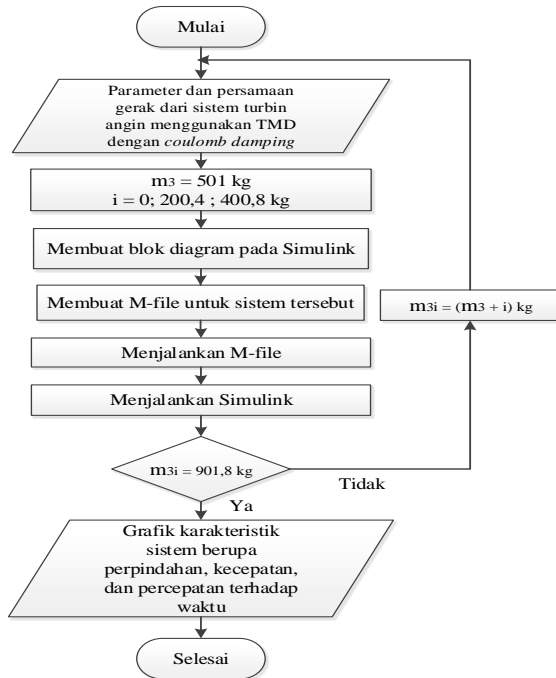 Mulai
Parameter dan persamaan
gerak dari sistem turbin
angin menggunakan TMD
dengan coulomb damping
m3 = 501 kg
i = 0; 200,4 ; 400,8 kg
Membuat blok diagram pada Simulink
Membuat M-file untuk sistem tersebut
m3i = (m3 + i) kg
Menjalankan M-file
Menjalankan Simulink
m3i = 901,8 kg
Tidak
Ya
Grafik karakteristik
sistem berupa
perpindahan, kecepatan,
dan percepatan terhadap
waktu
Selesai